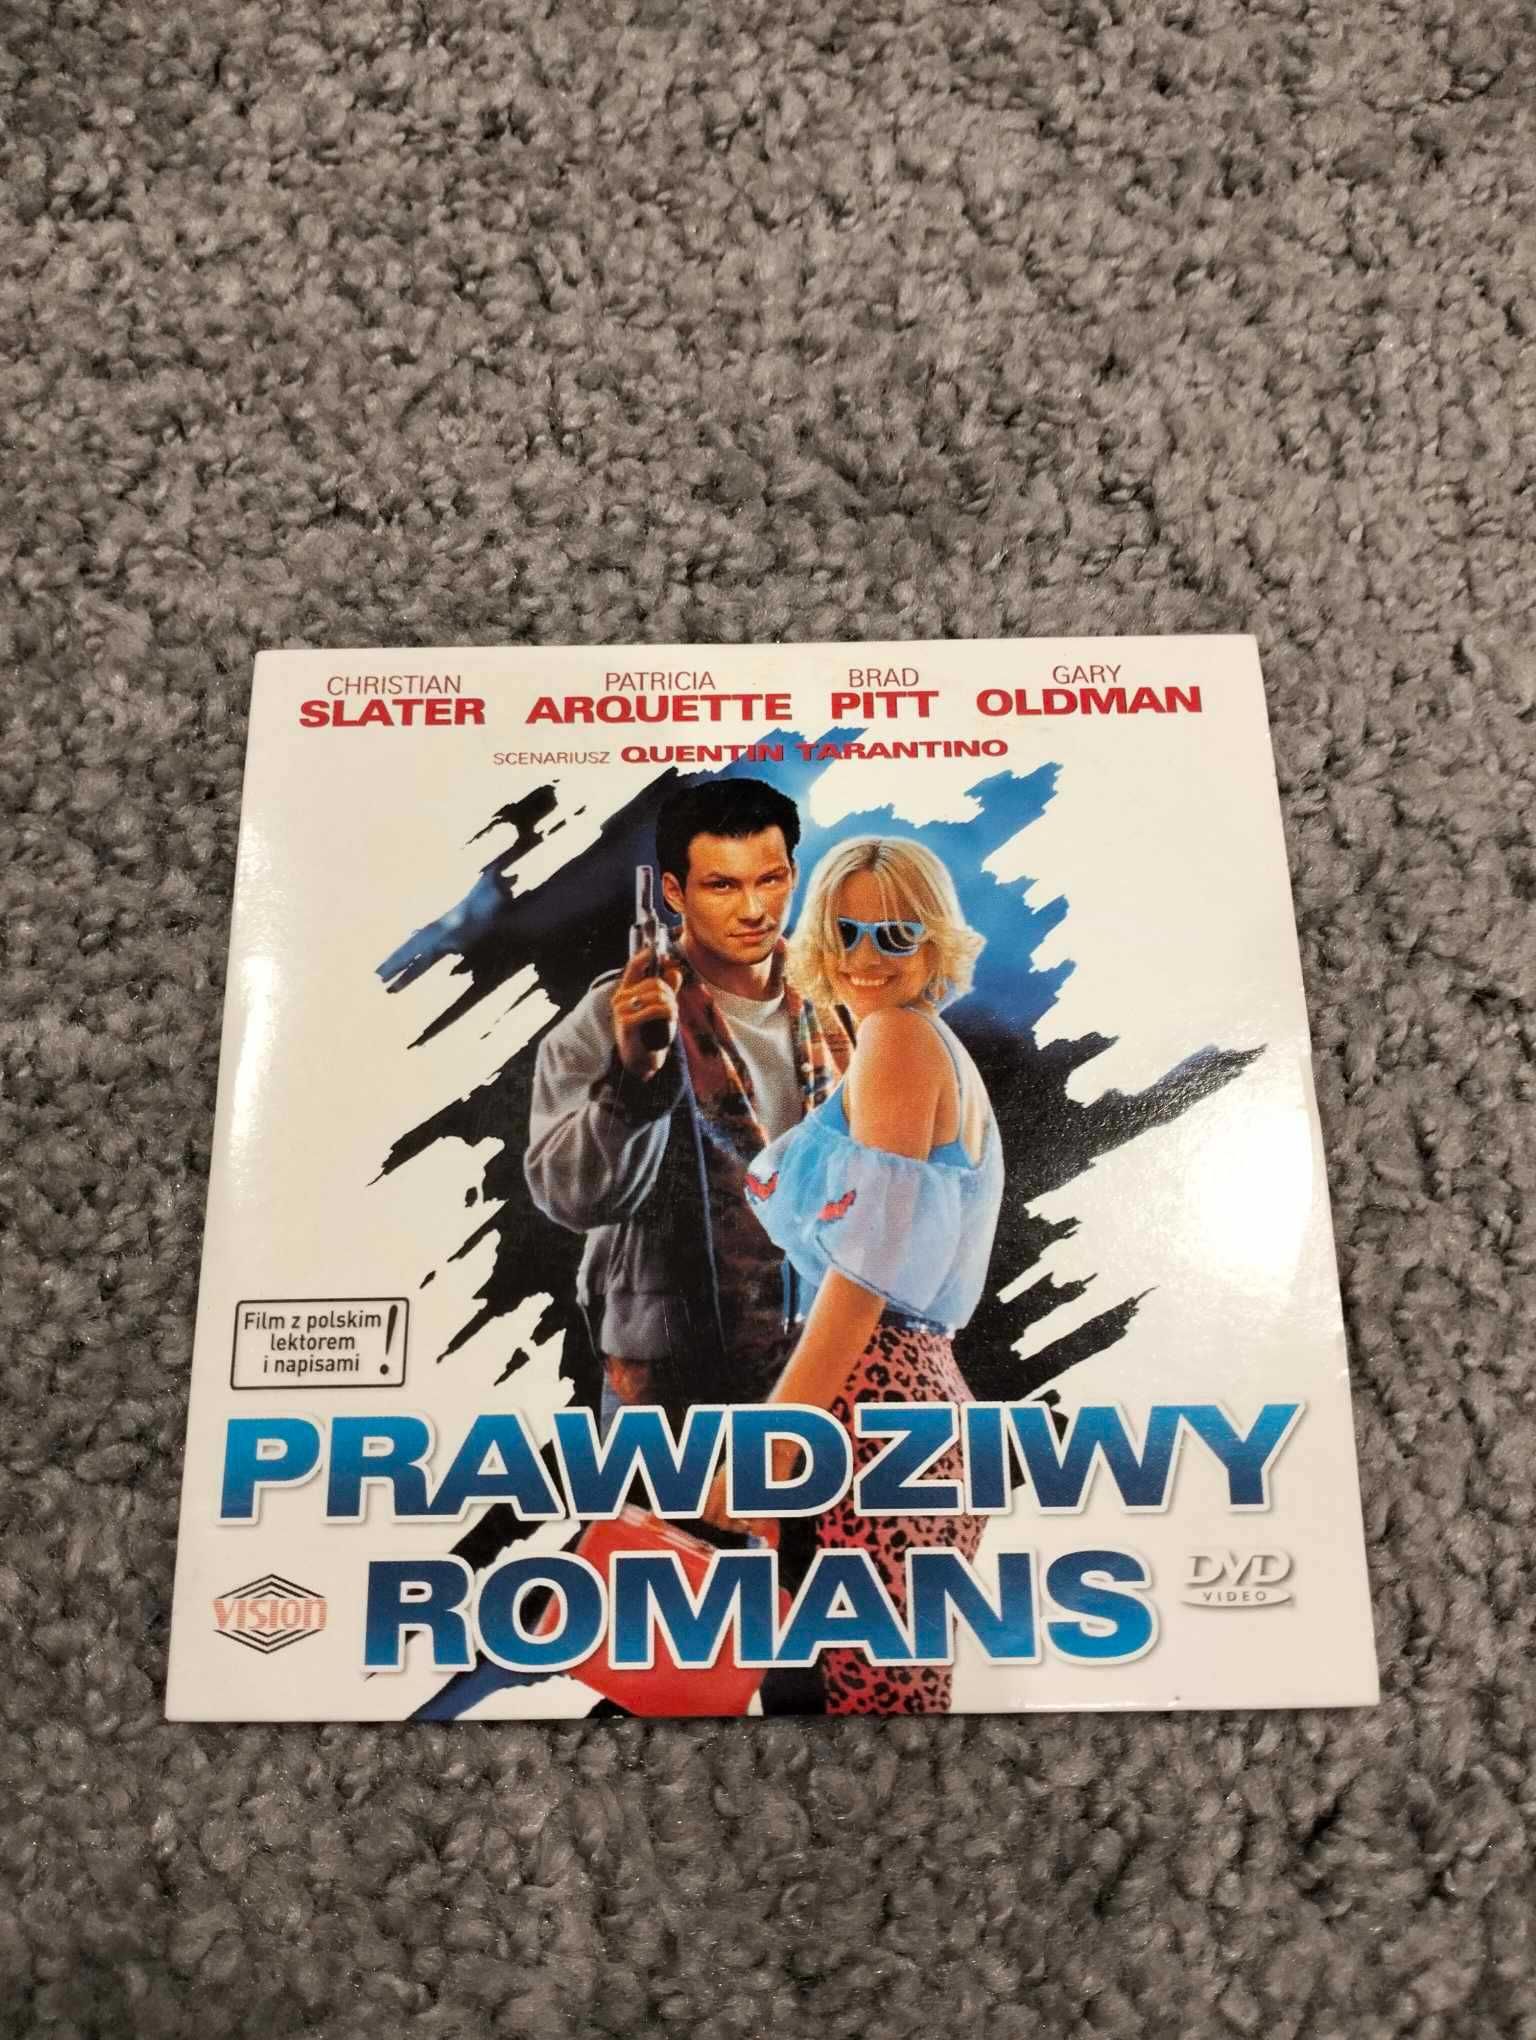 CHRISTIAN PATRICIA BRAD GARY
SLATER ARQUETTE PITT OLDMAN
SCENARIUSZ QUENTIN TARANTINO
Film z polskim
lektorem
i napisami !
PRAWDZIWY
ROMANS
VISION
DVD
VIDEO